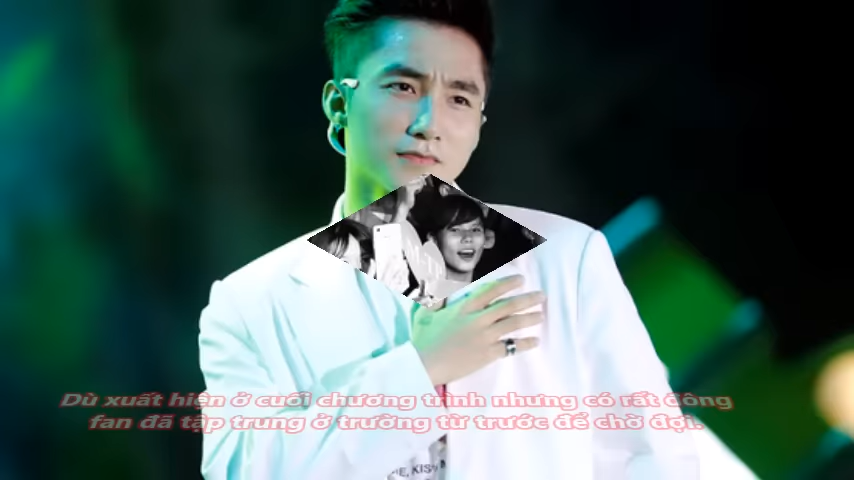 Dù xuất hiện ở cuối chương trình nhưng có rất đông
fan đã tập trung ở trường từ trước để chờ đợi.